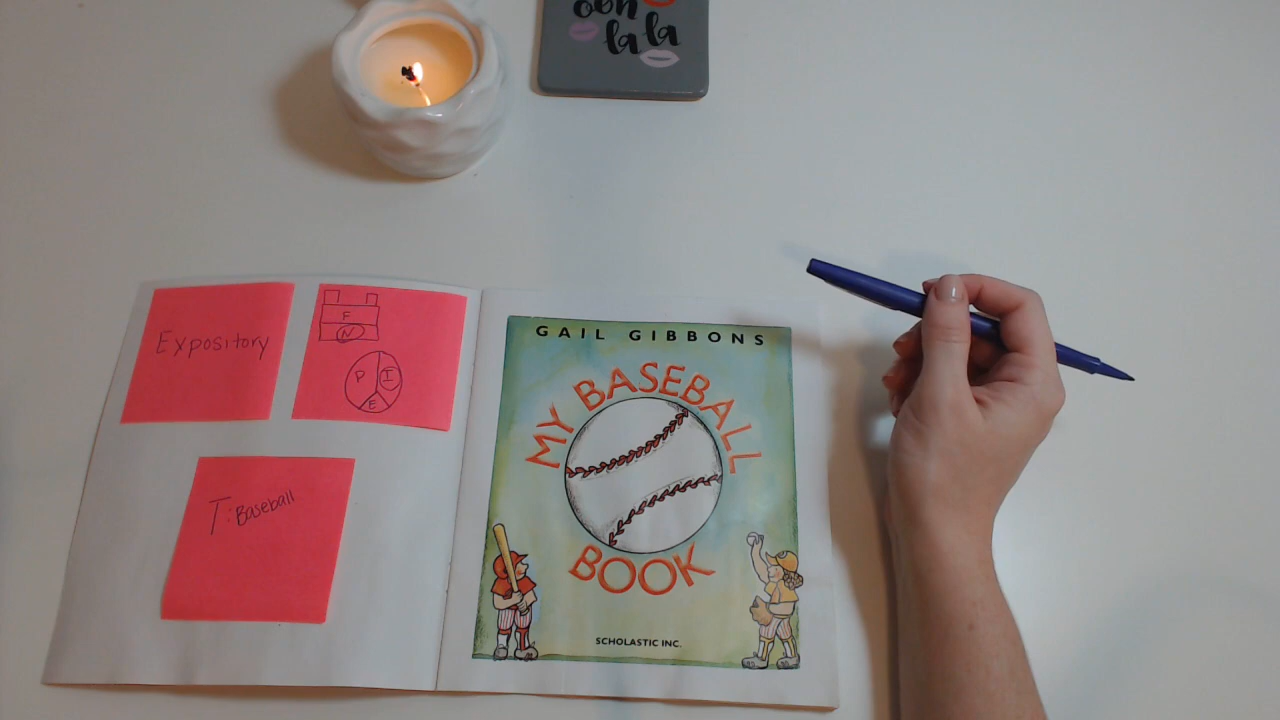 ooh
la la
Expository
F
N
P I
E
T: Baseball
GAIL GIBBONS
MY BASEBALL
BOOK
SCHOLASTIC INC.